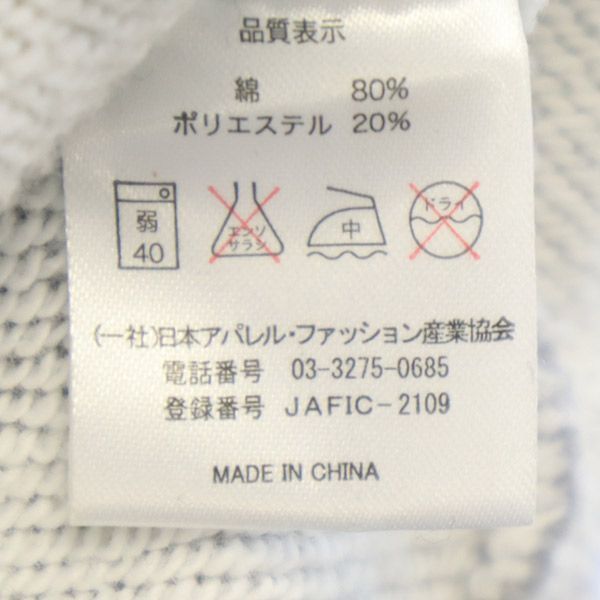 品質表示
綿 80%
ポリエステル 20%
弱
40
エンソ
サラシ
中
ドライ
(一社)日本アパレル・ファッション産業協会
電話番号 03-3275-0685
登録番号 JAFIC-2109
MADE IN CHINA